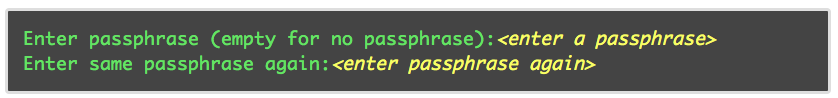 Enter passphrase (empty for no passphrase):<enter a passphrase>
Enter same passphrase again:<enter passphrase again>